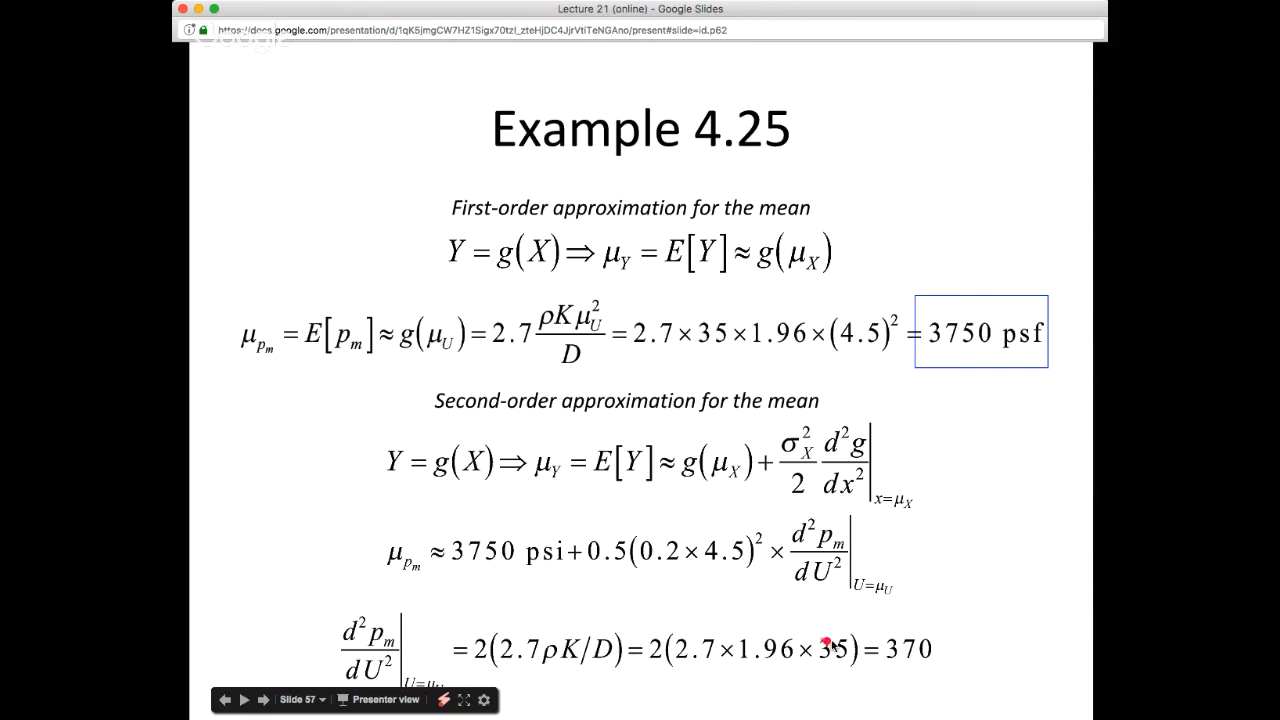 Lecture 21 (online) - Google Slides
https://docs.google.com/presentation/d/1qK5jmgCW7HZ1Sigx70tzI_zteHjDC4JjrVtiTeNGAno/present#slide=id.p62
Google
Example 4.25
First-order approximation for the mean
Y = g(X) ⇒ μ_Y = E[Y] ≈ g(μ_X)
μ_{p_m} = E[p_m] ≈ g(μ_U) = 2.7 ρKμ_U^2 / D = 2.7 × 35 × 1.96 × (4.5)^2 = 3750 psf
Second-order approximation for the mean
Y = g(X) ⇒ μ_Y = E[Y] ≈ g(μ_X) + σ_X^2 / 2 d^2g / dx^2 |_{x=μ_X}
μ_{p_m} ≈ 3750 psi + 0.5(0.2 × 4.5)^2 × d^2p_m / dU^2 |_{U=μ_U}
d^2p_m / dU^2 |_{U=μ_U} = 2(2.7ρK/D) = 2(2.7 × 1.96 × 35) = 370
Slide 57 Presenter view